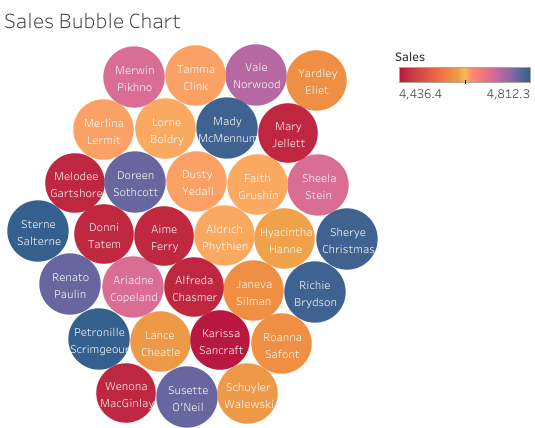 Sales Bubble Chart
Sales
4,436.4
4,812.3
Merwin
Pikhno
Tamma
Clink
Vale
Norwood
Yardley
Eliet
Merlina
Lermit
Lorne
Boldry
Mady
McMennum
Mary
Jellett
Melodee
Gartshore
Doreen
Sothcott
Dusty
Yedall
Faith
Grushin
Sheela
Stein
Sterne
Salterne
Donni
Tatem
Aime
Ferry
Aldrich
Phythien
Hyacintha
Hanne
Sherye
Christmas
Renato
Paulin
Ariadne
Copeland
Alfreda
Chasmer
Janeva
Silman
Richie
Brydson
Petronille
Scrimgeour
Lance
Cheatle
Karissa
Sancraft
Roanna
Safont
Wenona
MacGinlay
Susette
O'Neil
Schuyler
Walewski